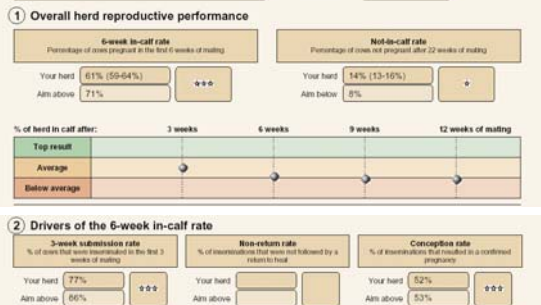 1 Overall herd reproductive performance
6-week in-calf rate
Percentage of cows pregnant in the first 6 weeks of mating
Not-in-calf rate
Percentage of cows not pregnant after 22 weeks of mating
Your herd 61% (59-64%)
Aim above 71%
Your herd 14% (13-16%)
Aim below 8%
% of herd in calf after: 3 weeks 6 weeks 9 weeks 12 weeks of mating
Top result
Average
Below average
2 Drivers of the 6-week in-calf rate
3-week submission rate
% of cows that were inseminated in the first 3
weeks of mating
Non-return rate
% of inseminations that were not followed by a
return to heat
Conception rate
% of inseminations that resulted in a confirmed
pregnancy
Your herd 77%
Aim above 86%
Your herd
Aim above
Your herd 52%
Aim above 53%